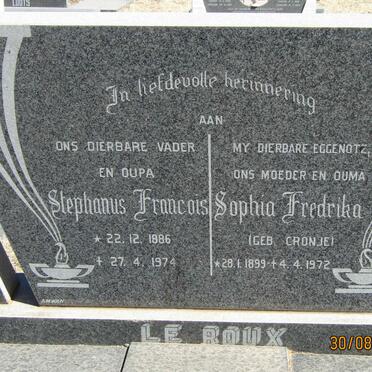 LOOTS
In liefdevolle herinnering
AAN
ONS DIERBARE VADER
EN OUPA
Stephanus Francois
* 22. 12. 1886
+ 27. 4. 1974
MY DIERBARE EGGENOTE,
ONS MOEDER EN OUMA
Sophia Fredrika
(GEB. CRONJE)
*28.1.1899 + 4.4.1972
LE ROUX
30/08